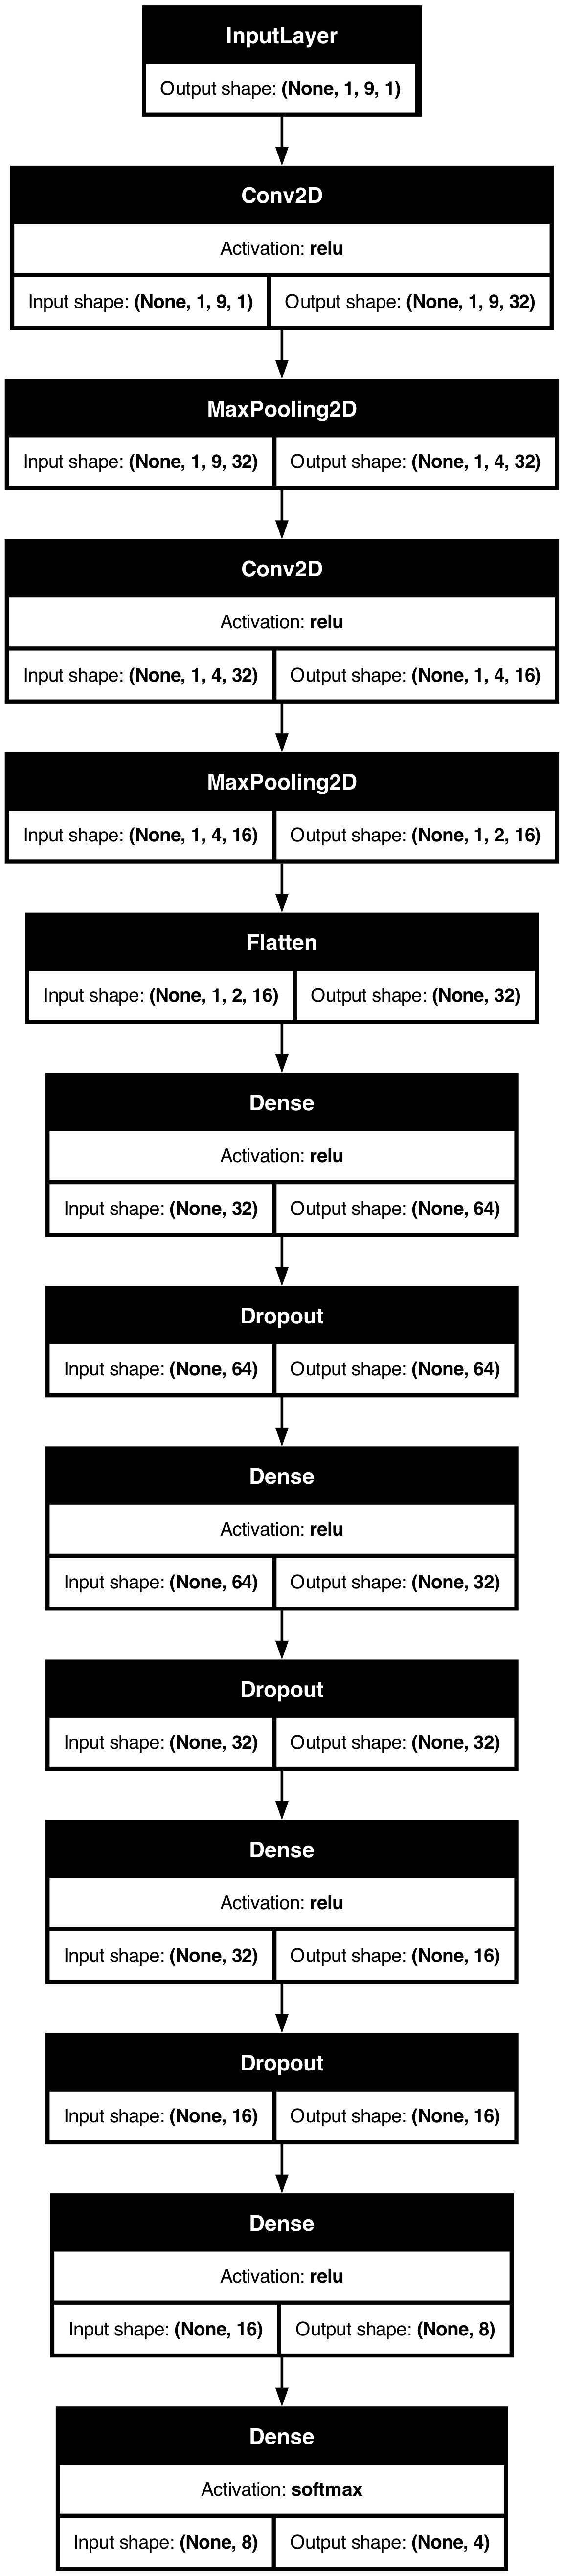 InputLayer
Output shape: (None, 1, 9, 1)
Conv2D
Activation: relu
Input shape: (None, 1, 9, 1) Output shape: (None, 1, 9, 32)
MaxPooling2D
Input shape: (None, 1, 9, 32) Output shape: (None, 1, 4, 32)
Conv2D
Activation: relu
Input shape: (None, 1, 4, 32) Output shape: (None, 1, 4, 16)
MaxPooling2D
Input shape: (None, 1, 4, 16) Output shape: (None, 1, 2, 16)
Flatten
Input shape: (None, 1, 2, 16) Output shape: (None, 32)
Dense
Activation: relu
Input shape: (None, 32) Output shape: (None, 64)
Dropout
Input shape: (None, 64) Output shape: (None, 64)
Dense
Activation: relu
Input shape: (None, 64) Output shape: (None, 32)
Dropout
Input shape: (None, 32) Output shape: (None, 32)
Dense
Activation: relu
Input shape: (None, 32) Output shape: (None, 16)
Dropout
Input shape: (None, 16) Output shape: (None, 16)
Dense
Activation: relu
Input shape: (None, 16) Output shape: (None, 8)
Dense
Activation: softmax
Input shape: (None, 8) Output shape: (None, 4)